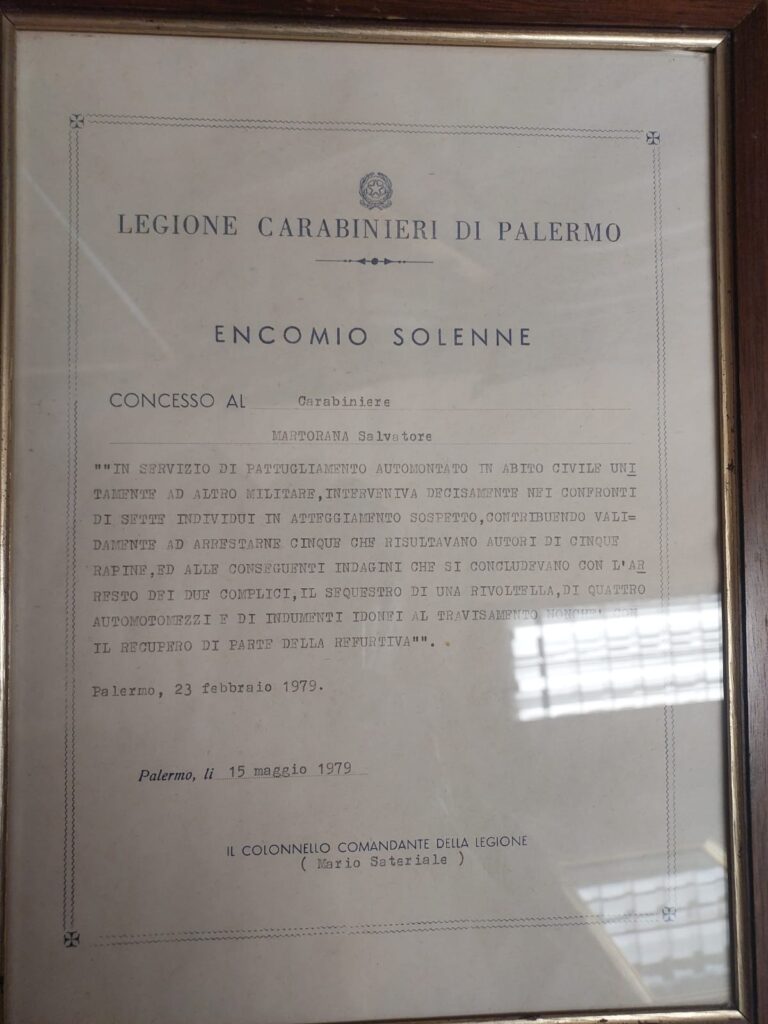 LEGIONE CARABINIERI DI PALERMO
ENCOMIO SOLENNE
CONCESSO AL Carabiniere
MARTORANA Salvatore
""IN SERVIZIO DI PATTUGLIAMENTO AUTOMONTATO IN ABITO CIVILE UNI
TAMENTE AD ALTRO MILITARE,INTERVENIVA DECISAMENTE NEI CONFRONTI
DI SETTE INDIVIDUI IN ATTEGGIAMENTO SOSPETTO,CONTRIBUENDO VALI=
DAMENTE AD ARRESTARNE CINQUE CHE RISULTAVANO AUTORI DI CINQUE
RAPINE,ED ALLE CONSEGUENTI INDAGINI CHE SI CONCLUDEVANO CON L'AR
RESTO DEI DUE COMPLICI,IL SEQUESTRO DI UNA RIVOLTELLA,DI QUATTRO
AUTOMOTOMEZZI E DI INDUMENTI IDONEI AL TRAVISAMENTO NONCHE' CON
IL RECUPERO DI PARTE DELLA REFURTIVA"".
Palermo, 23 febbraio 1979.
Palermo, li 15 maggio 1979
IL COLONNELLO COMANDANTE DELLA LEGIONE
( Mario Sateriale )